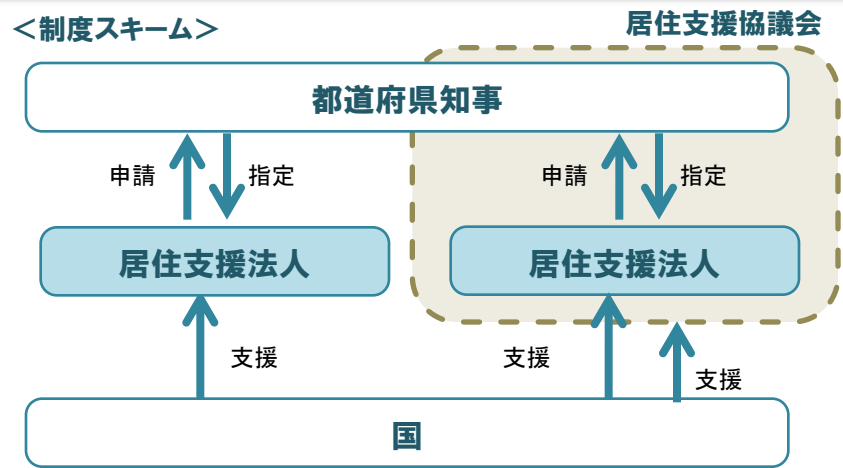 ＜制度スキーム＞
居住支援協議会
都道府県知事
申請
指定
申請
指定
居住支援法人
居住支援法人
支援
支援
支援
国